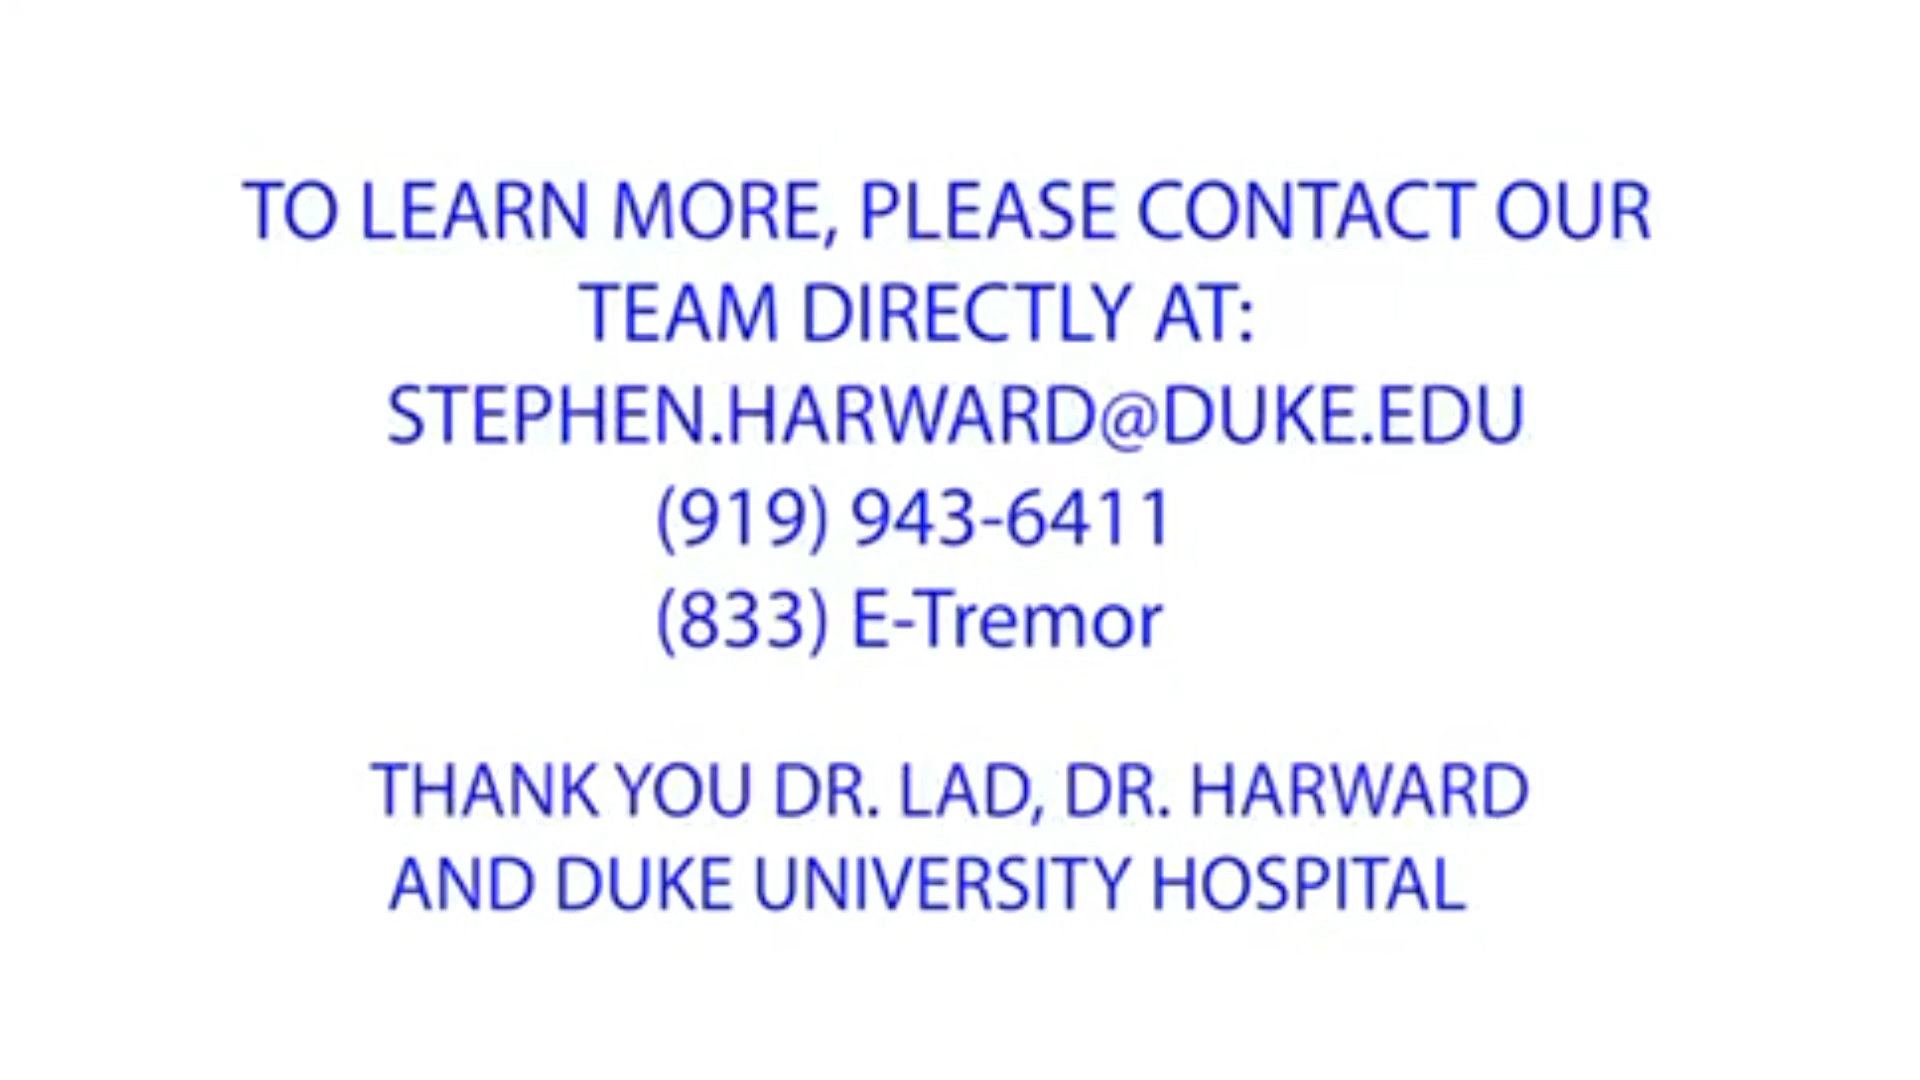 TO LEARN MORE, PLEASE CONTACT OUR
TEAM DIRECTLY AT:
STEPHEN.HARWARD@DUKE.EDU
(919) 943-6411
(833) E-Tremor
THANK YOU DR. LAD, DR. HARWARD
AND DUKE UNIVERSITY HOSPITAL